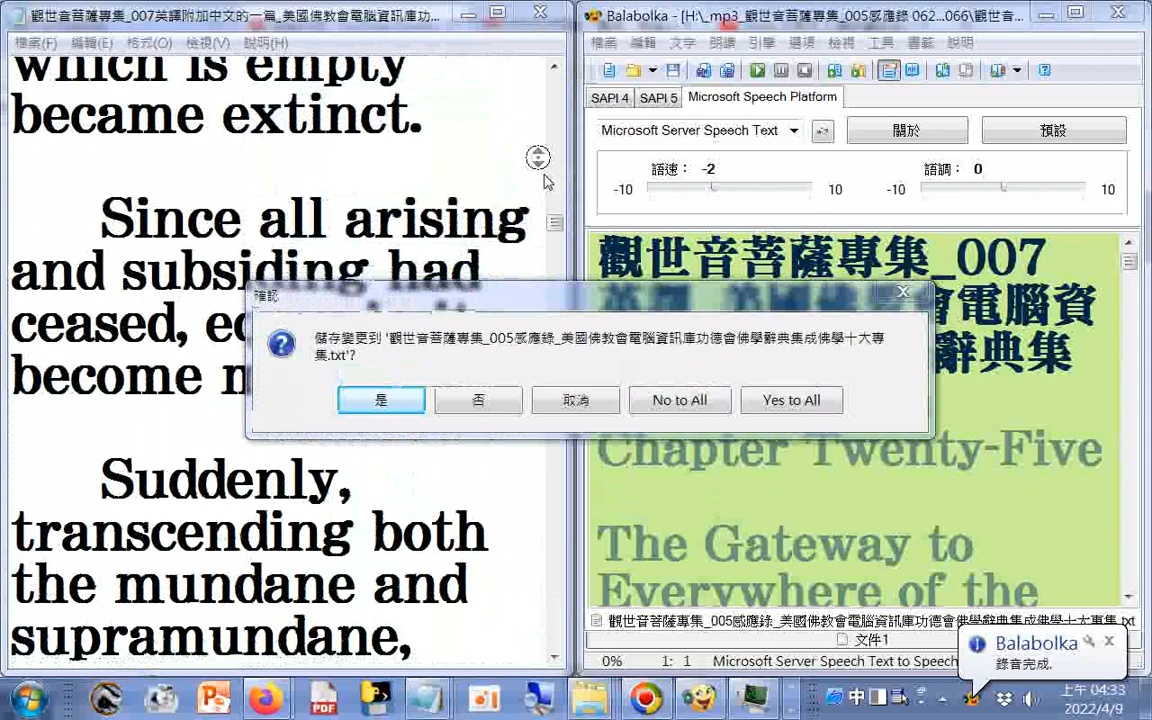 _007英譯附加中文的一篇_美國佛教會電腦資訊庫功...
檔案(F) 編輯(E) 格式(O) 檢視(V) 說明(H)
which is empty
became extinct.
Since all arising
and subsiding had
ceased,
become
Suddenly,
transcending both
the mundane and
supramundane,
Balabolka - [H:\_mp3_觀世音菩薩專集_005感應錄 062...066\觀世音...
檔案 編輯 文字 朗讀 引擎 選項 檢視 工具 書籤 說明
SAPI 4 SAPI 5 Microsoft Speech Platform
Microsoft Server Speech Text 關於 預設
語速： -2 語調： 0
-10 10 -10 10
觀世音菩薩專集_007
會電腦資
辭典集
Chapter Twenty-Five
The Gateway to
Everywhere of the
觀世音菩薩專集_005感應錄_美國佛教會電腦資訊庫功德會佛學辭典集成佛學十大專集.txt
文件1
0% 1: 1 Microsoft Server Speech Text to Speech
確認
儲存變更到 '觀世音菩薩專集_005感應錄_美國佛教會電腦資訊庫功德會佛學辭典集成佛學十大專
集.txt'?
是 否 取消 No to All Yes to All
Balabolka
錄音完成.
中
上午 04:33
2022/4/9